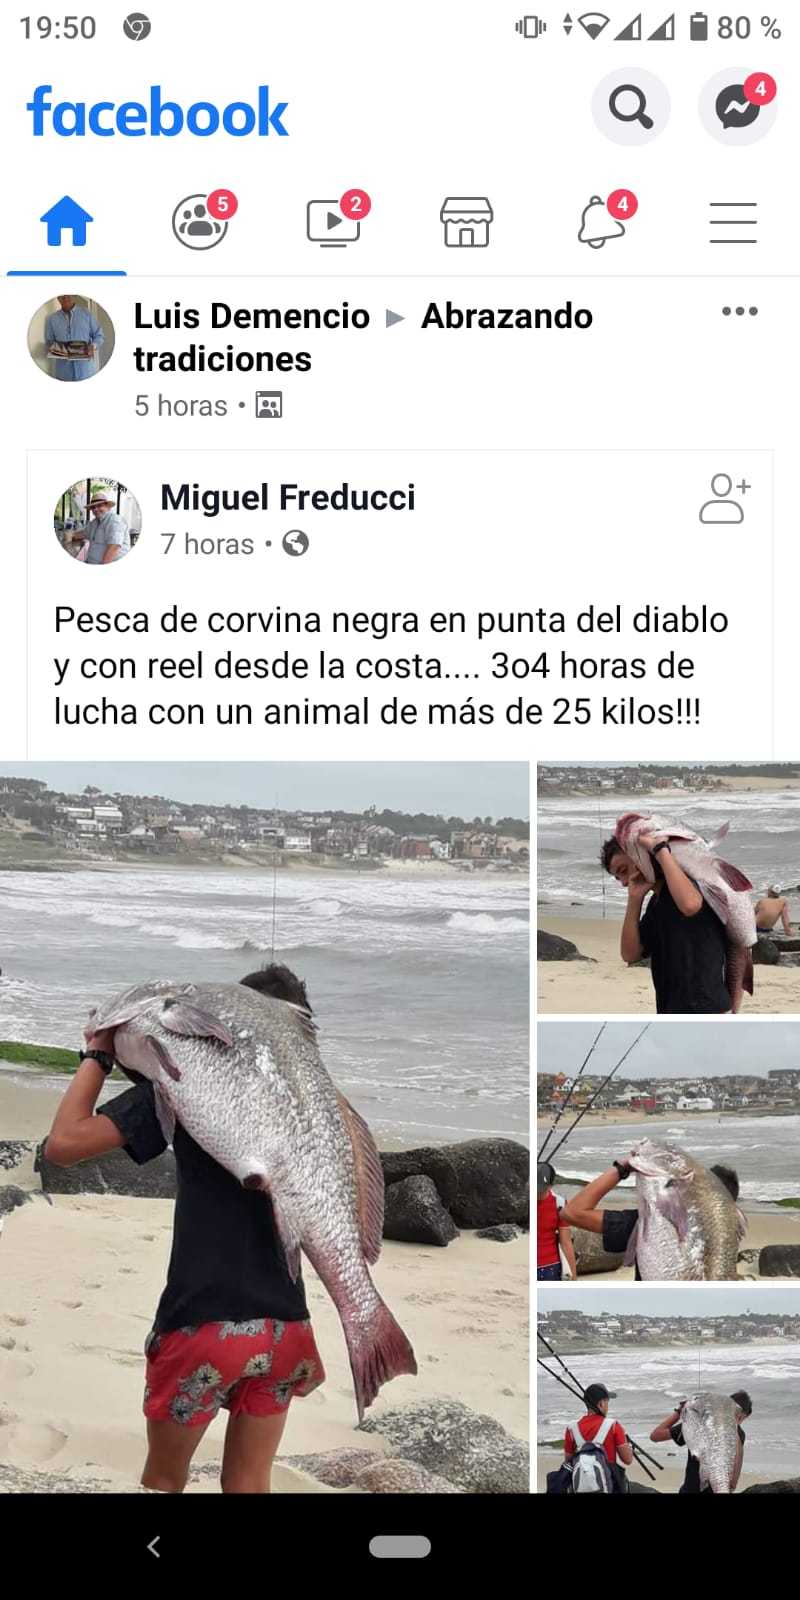 19:50 80 %
facebook
4
5 2 4
Luis Demencio ▸ Abrazando
tradiciones
5 horas •
Miguel Freducci
7 horas •
Pesca de corvina negra en punta del diablo
y con reel desde la costa.... 3o4 horas de
lucha con un animal de más de 25 kilos!!!